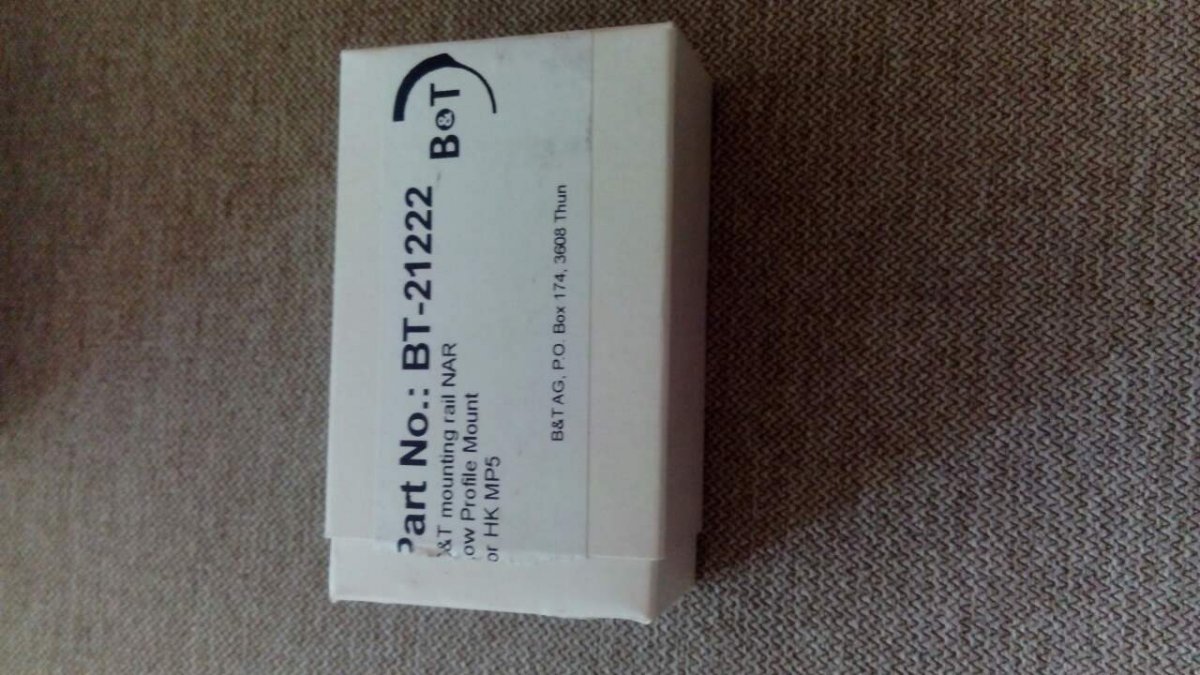 Part No.: BT-21222
B&T
&T mounting rail NAR
ow Profile Mount
or HK MP5
B&T AG, P.O. Box 174, 3608 Thun